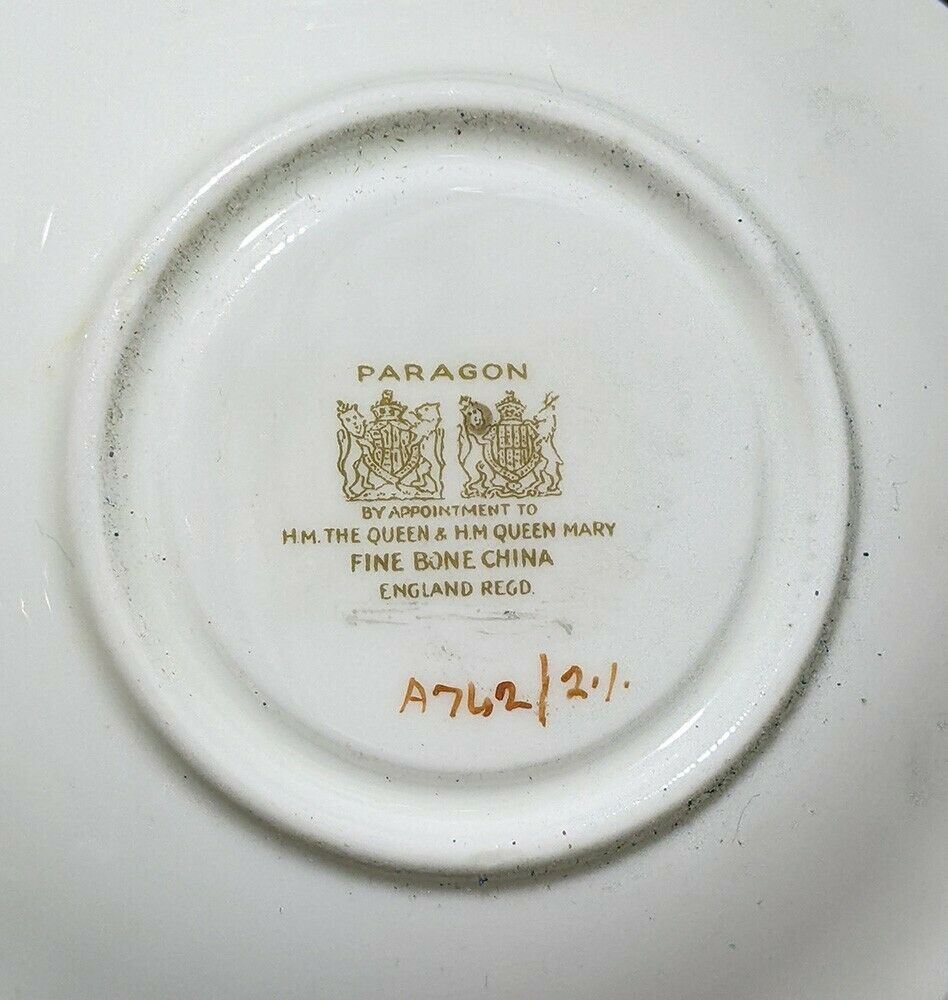 PARAGON
BY APPOINTMENT TO
H.M. THE QUEEN & H.M QUEEN MARY
FINE BONE CHINA
ENGLAND REGD.
A762/2·/.